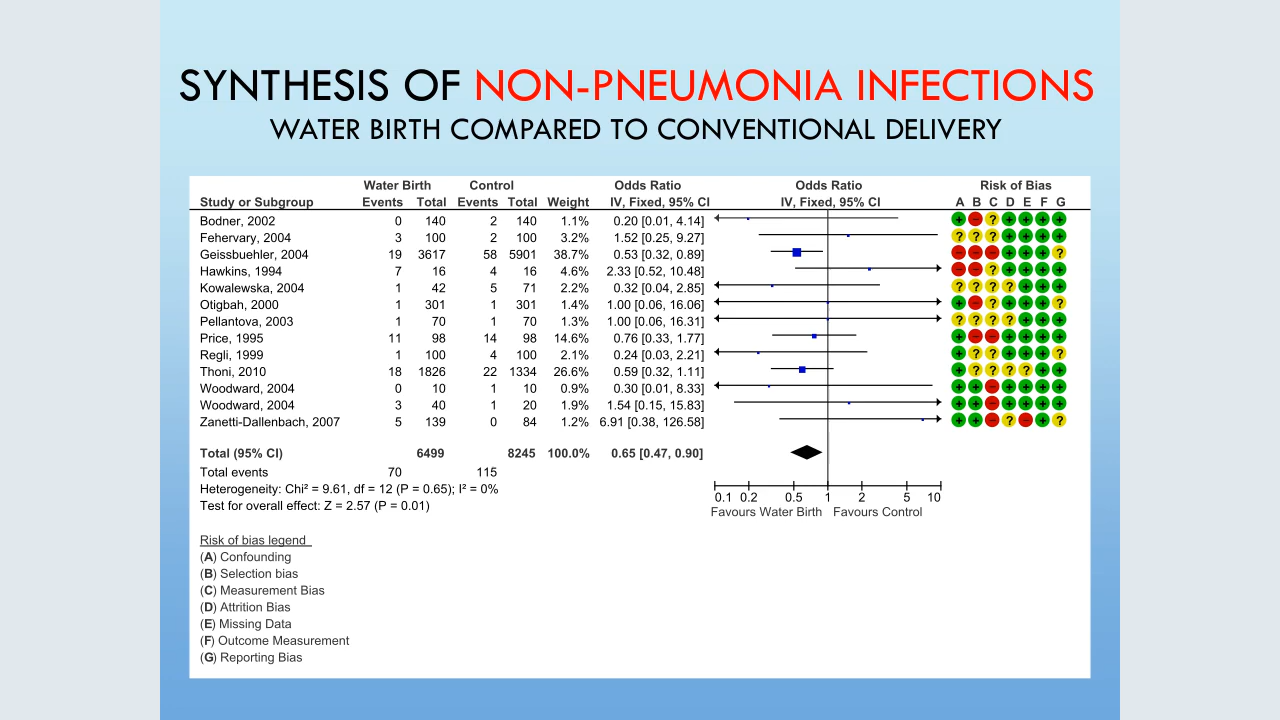 SYNTHESIS OF NON-PNEUMONIA INFECTIONS
WATER BIRTH COMPARED TO CONVENTIONAL DELIVERY
Water Birth Control Odds Ratio Odds Ratio Risk of Bias
Study or Subgroup Events Total Events Total Weight IV, Fixed, 95% CI IV, Fixed, 95% CI A B C D E F G
Bodner, 2002 0 140 2 140 1.1% 0.20 [0.01, 4.14] + - ? + + + +
Fehervary, 2004 3 100 2 100 3.2% 1.52 [0.25, 9.27] ? ? ? + + + +
Geissbuehler, 2004 19 3617 58 5901 38.7% 0.53 [0.32, 0.89] - - - + + + ?
Hawkins, 1994 7 16 4 16 4.6% 2.33 [0.52, 10.48] - - ? + + + +
Kowalewska, 2004 1 42 5 71 2.2% 0.32 [0.04, 2.85] ? ? ? ? + + +
Otigbah, 2000 1 301 1 301 1.4% 1.00 [0.06, 16.06] + - ? + + + ?
Pellantova, 2003 1 70 1 70 1.3% 1.00 [0.06, 16.31] ? ? ? ? + + +
Price, 1995 11 98 14 98 14.6% 0.76 [0.33, 1.77] + - - + + + +
Regli, 1999 1 100 4 100 2.1% 0.24 [0.03, 2.21] + ? ? + + + ?
Thoni, 2010 18 1826 22 1334 26.6% 0.59 [0.32, 1.11] + ? ? ? ? + +
Woodward, 2004 0 10 1 10 0.9% 0.30 [0.01, 8.33] + + - + + + +
Woodward, 2004 3 40 1 20 1.9% 1.54 [0.15, 15.83] + + - + + + +
Zanetti-Dallenbach, 2007 5 139 0 84 1.2% 6.91 [0.38, 126.58] + + - ? - + ?
Total (95% CI) 6499 8245 100.0% 0.65 [0.47, 0.90]
Total events 70 115
Heterogeneity: Chi² = 9.61, df = 12 (P = 0.65); I² = 0%
Test for overall effect: Z = 2.57 (P = 0.01)
0.1 0.2 0.5 1 2 5 10
Favours Water Birth Favours Control
Risk of bias legend
(A) Confounding
(B) Selection bias
(C) Measurement Bias
(D) Attrition Bias
(E) Missing Data
(F) Outcome Measurement
(G) Reporting Bias